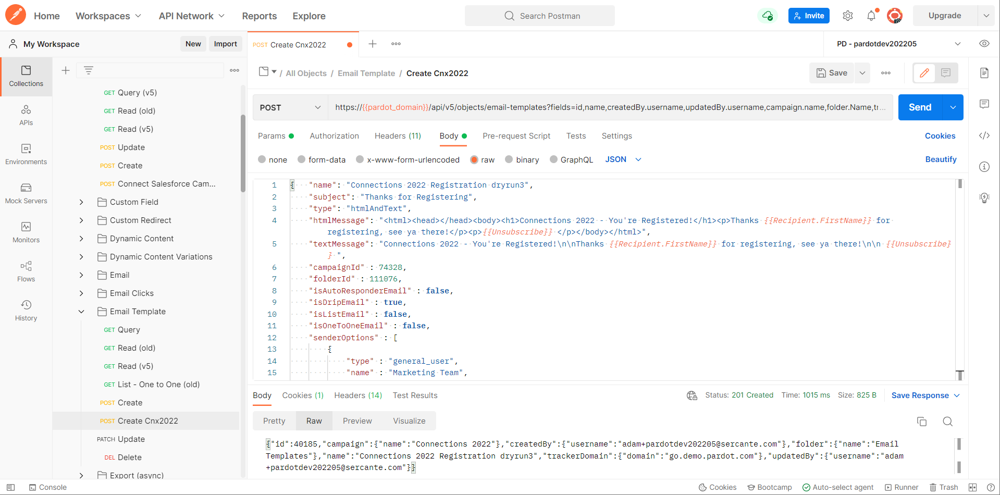 Home Workspaces API Network Reports Explore Search Postman Invite Upgrade
My Workspace New Import POST Create Cnx2022 PD - pardotdev202205
/ All Objects / Email Template / Create Cnx2022 Save
Collections
APIs
Environments
Mock Servers
Monitors
Flows
History
GET Query (v5)
GET Read (old)
GET Read (v5)
POST Update
POST Create
POST Connect Salesforce Cam...
Custom Field
Custom Redirect
Dynamic Content
Dynamic Content Variations
Email
Email Clicks
Email Template
GET Query
GET Read (old)
GET Read (v5)
GET List - One to One (old)
POST Create
POST Create Cnx2022
PATCH Update
DEL Delete
Export (async)
POST https://{{pardot_domain}}/api/v5/objects/email-templates?fields=id,name,createdBy.username,updatedBy.username,campaign.name,folder.Name,tr... Send
Params Authorization Headers (11) Body Pre-request Script Tests Settings Cookies
none form-data x-www-form-urlencoded raw binary GraphQL JSON Beautify
1 { "name": "Connections 2022 Registration dryrun3",
2 "subject": "Thanks for Registering",
3 "type": "htmlAndText",
4 "htmlMessage": "<html><head></head><body><h1>Connections 2022 - You're Registered!</h1><p>Thanks {{Recipient.FirstName}} for
registering, see ya there!</p><p>{{Unsubscribe}} </p></body></html>",
5 "textMessage": "Connections 2022 - You're Registered!\n\nThanks {{Recipient.FirstName}} for registering, see ya there!\n\n {{Unsubscribe}
} ",
6 "campaignId" : 74328,
7 "folderId" : 111076,
8 "isAutoResponderEmail" : false,
9 "isDripEmail" : true,
10 "isListEmail" : false,
11 "isOneToOneEmail" : false,
12 "senderOptions" : [
13 {
14 "type" : "general_user",
15 "name" : "Marketing Team",
Body Cookies (1) Headers (14) Test Results Status: 201 Created Time: 1015 ms Size: 825 B Save Response
Pretty Raw Preview Visualize
{"id":40185,"campaign":{"name":"Connections 2022"},"createdBy":{"username":"adam+pardotdev202205@sercante.com"},"folder":{"name":"Email
Templates"},"name":"Connections 2022 Registration dryrun3","trackerDomain":{"domain":"go.demo.pardot.com"},"updatedBy":{"username":"adam
+pardotdev202205@sercante.com"}}
Console Cookies Bootcamp Auto-select agent Runner Trash